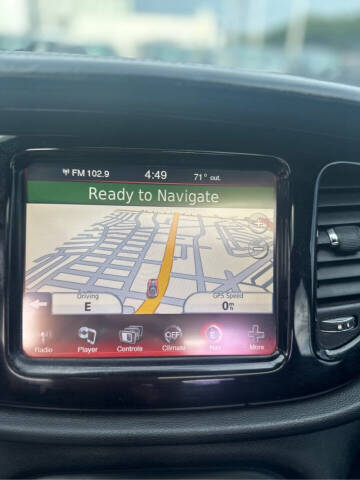 FM 102.9 4:49 71° out.
Ready to Navigate
Driving GPS Speed
E 0 m/h
OFF E
Radio Player Controls Climate Nav More